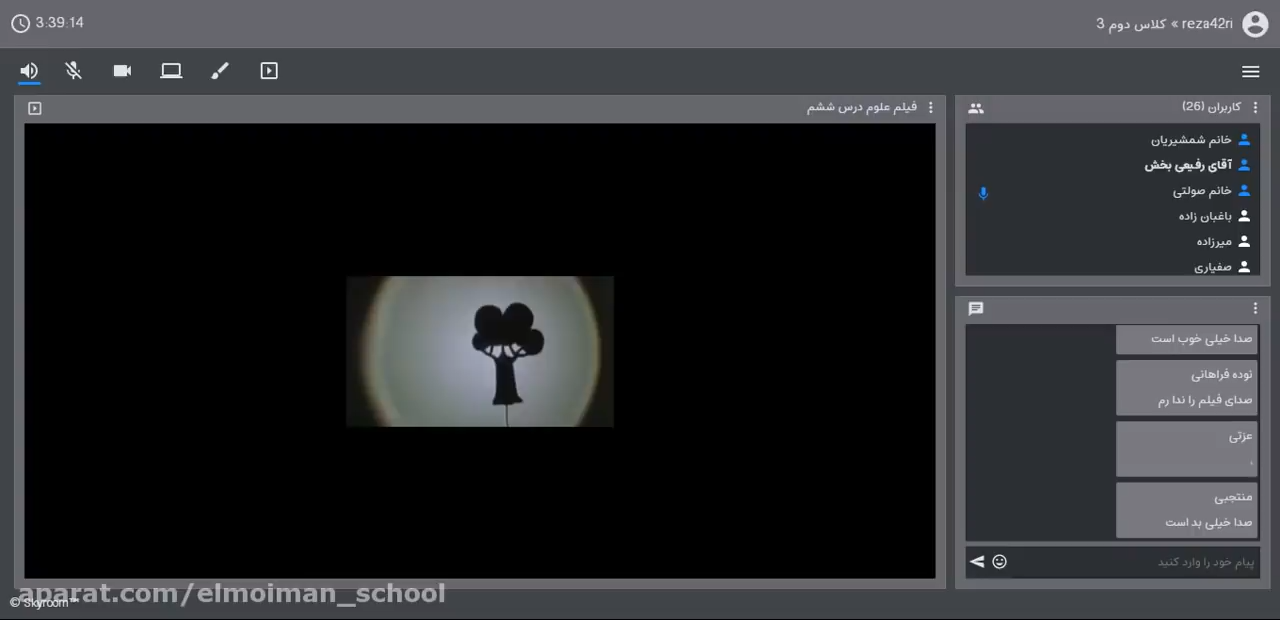 3:39:14
reza42ri » کلاس دوم 3
فیلم علوم درس ششم
کاربران (26)
خانم شمشیریان
آقای رفیعی بخش
خانم صولتی
باغبان زاده
میرزاده
صفیاری
صدا خیلی خوب است
نوده فراهانی
صدای فیلم را ندا رم
عزتی
،
منتجبی
صدا خیلی بد است
پیام خود را وارد کنید
aparat.com/elmoiman_school
© Skyroom™